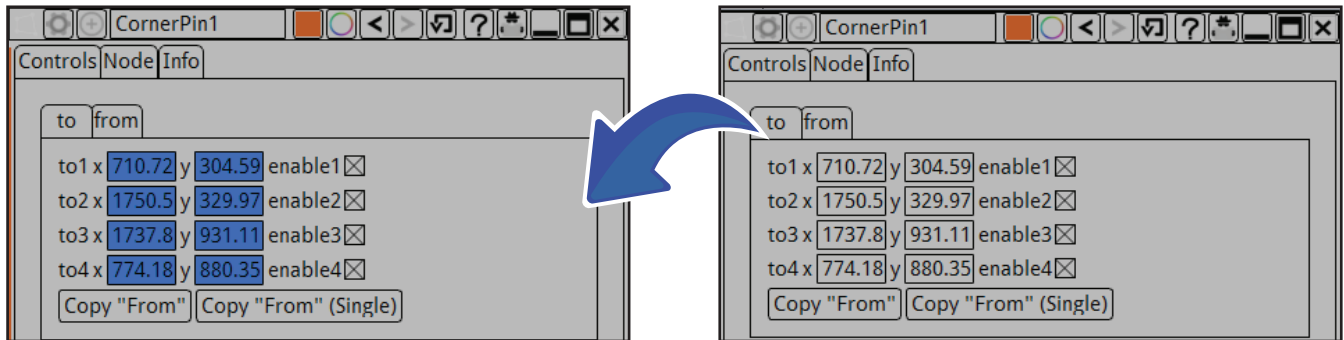 CornerPin1
Controls Node Info
to from
to1 x 710.72 y 304.59 enable1
to2 x 1750.5 y 329.97 enable2
to3 x 1737.8 y 931.11 enable3
to4 x 774.18 y 880.35 enable4
Copy "From" Copy "From" (Single)
CornerPin1
Controls Node Info
to from
to1 x 710.72 y 304.59 enable1
to2 x 1750.5 y 329.97 enable2
to3 x 1737.8 y 931.11 enable3
to4 x 774.18 y 880.35 enable4
Copy "From" Copy "From" (Single)